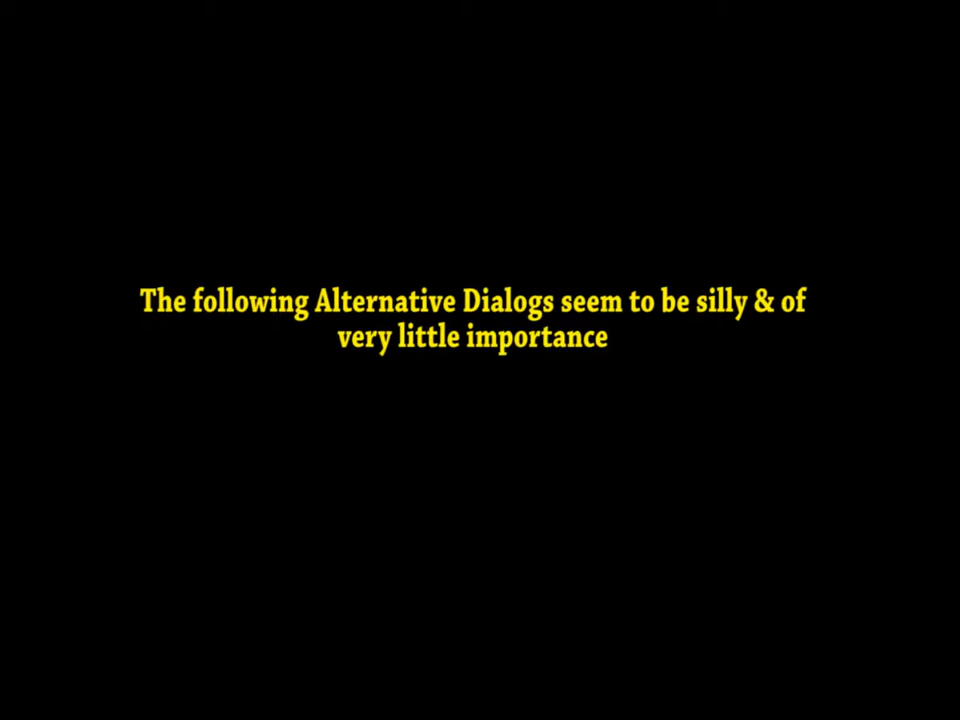 The following Alternative Dialogs seem to be silly & of
very little importance